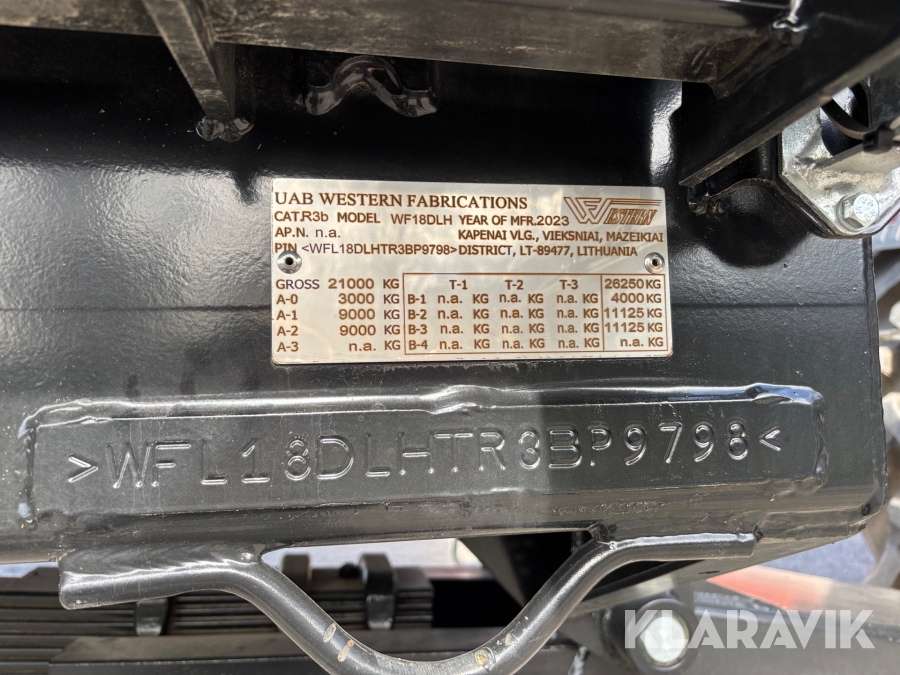 UAB WESTERN FABRICATIONS
WESTERN
CAT.R3b MODEL WF18DLH YEAR OF MFR.2023
AP.N. n.a. KAPENAI VLG., VIEKSNIAI, MAZEIKIAI
PIN <WFL18DLHTR3BP9798> DISTRICT, LT-89477, LITHUANIA
T-1 T-2 T-3
GROSS 21000 KG 26250 KG
A-0 3000 KG B-1 n.a. KG n.a. KG n.a. KG 4000 KG
A-1 9000 KG B-2 n.a. KG n.a. KG n.a. KG 11125 KG
A-2 9000 KG B-3 n.a. KG n.a. KG n.a. KG 11125 KG
A-3 n.a. KG B-4 n.a. KG n.a. KG n.a. KG n.a. KG
>WFL18DLHTR3BP9798<
KLARAVIK